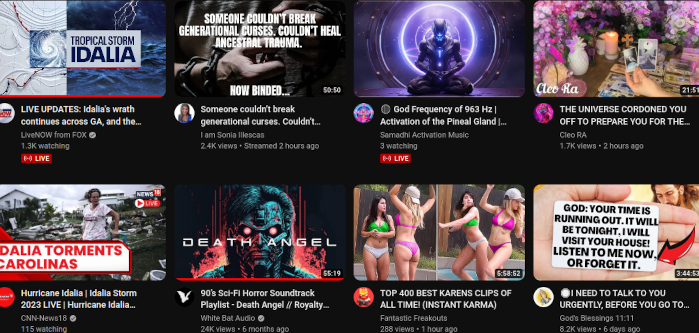 TROPICAL STORM
IDALIA
LIVE UPDATES: Idalia's wrath
continues across GA, and the...
LiveNOW from FOX
1.3K watching
LIVE
SOMEONE COULDN'T BREAK
GENERATIONAL CURSES. COULDN'T HEAL
ANCESTRAL TRAUMA.
NOW BINDED...
50:50
Someone couldn't break
generational curses. Couldn't...
I am Sonia Illescas
2.4K views • Streamed 2 hours ago
God Frequency of 963 Hz |
Activation of the Pineal Gland |...
Samadhi Activation Music
3 watching
LIVE
Cleo Ra
21:51
THE UNIVERSE CORDONED YOU
OFF TO PREPARE YOU FOR THE...
Cleo RA
1.7K views • 2 hours ago
NEWS 18
LIVE
DALIA TORMENTS
CAROLINAS
Hurricane Idalia | Idalia Storm
2023 LIVE | Hurricane Idalia...
CNN-News18
115 watching
DEATH ANGEL
55:19
90's Sci-Fi Horror Soundtrack
Playlist - Death Angel // Royalty...
White Bat Audio
24K views • 6 months ago
5:58:52
TOP 400 BEST KARENS CLIPS OF
ALL TIME! (INSTANT KARMA)
Fantastic Freakouts
288 views • 1 hour ago
GOD: YOUR TIME IS
RUNNING OUT. IT WILL
BE TONIGHT. I WILL
VISIT YOUR HOUSE!
LISTEN TO ME NOW.
OR FORGET IT.
3:44:53
I NEED TO TALK TO YOU
URGENTLY, BEFORE YOU GO TO...
God's Blessings 11:11
8.2K views • 6 days ago